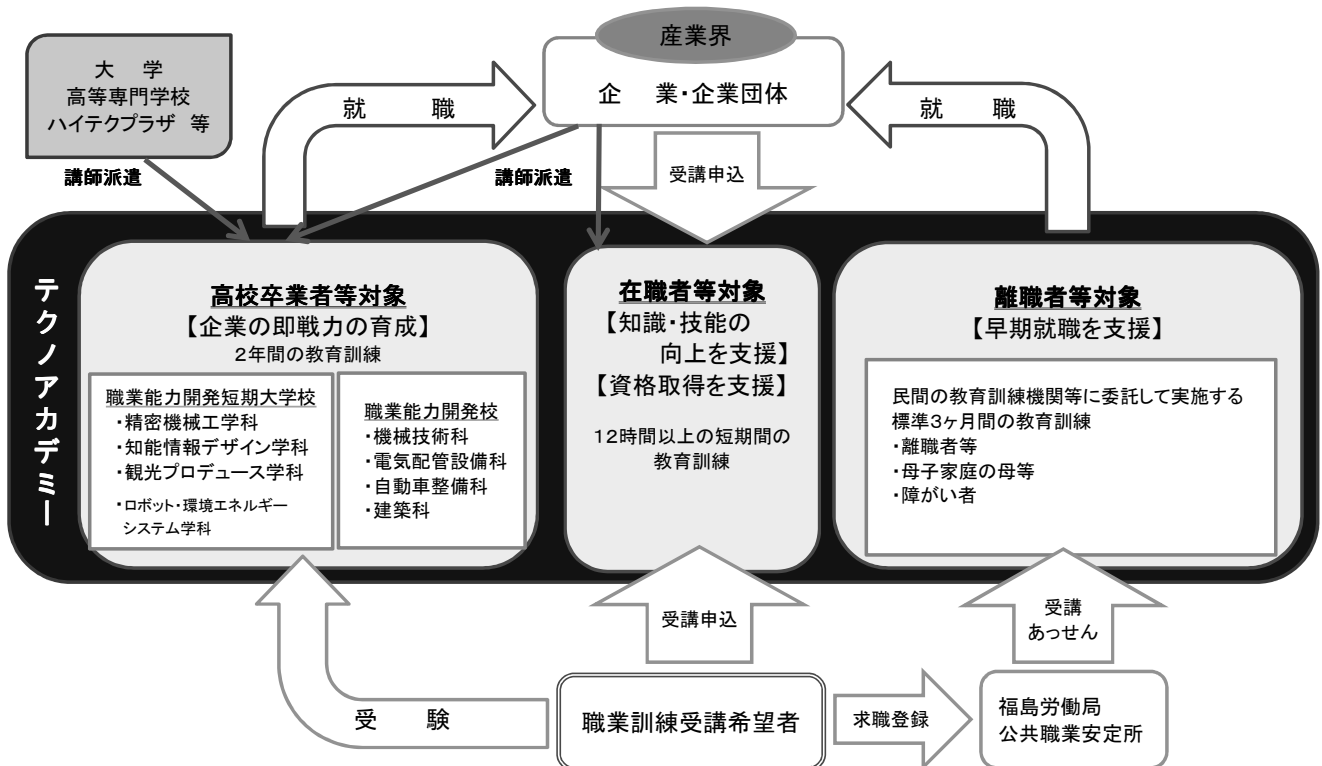 産業界
企　業・企業団体
大　学
高等専門学校
ハイテクプラザ 等
就　職
就　職
講師派遣
講師派遣
受講申込
テクノアカデミー
高校卒業者等対象
【企業の即戦力の育成】
２年間の教育訓練
職業能力開発短期大学校
・精密機械工学科
・知能情報デザイン学科
・観光プロデュース学科
・ロボット・環境エネルギー
システム学科
職業能力開発校
・機械技術科
・電気配管設備科
・自動車整備科
・建築科
在職者等対象
【知識・技能の
向上を支援】
【資格取得を支援】
１２時間以上の短期間の
教育訓練
離職者等対象
【早期就職を支援】
民間の教育訓練機関等に委託して実施する
標準３ヶ月間の教育訓練
・離職者等
・母子家庭の母等
・障がい者
受　験
受講申込
受講
あっせん
職業訓練受講希望者
求職登録
福島労働局
公共職業安定所